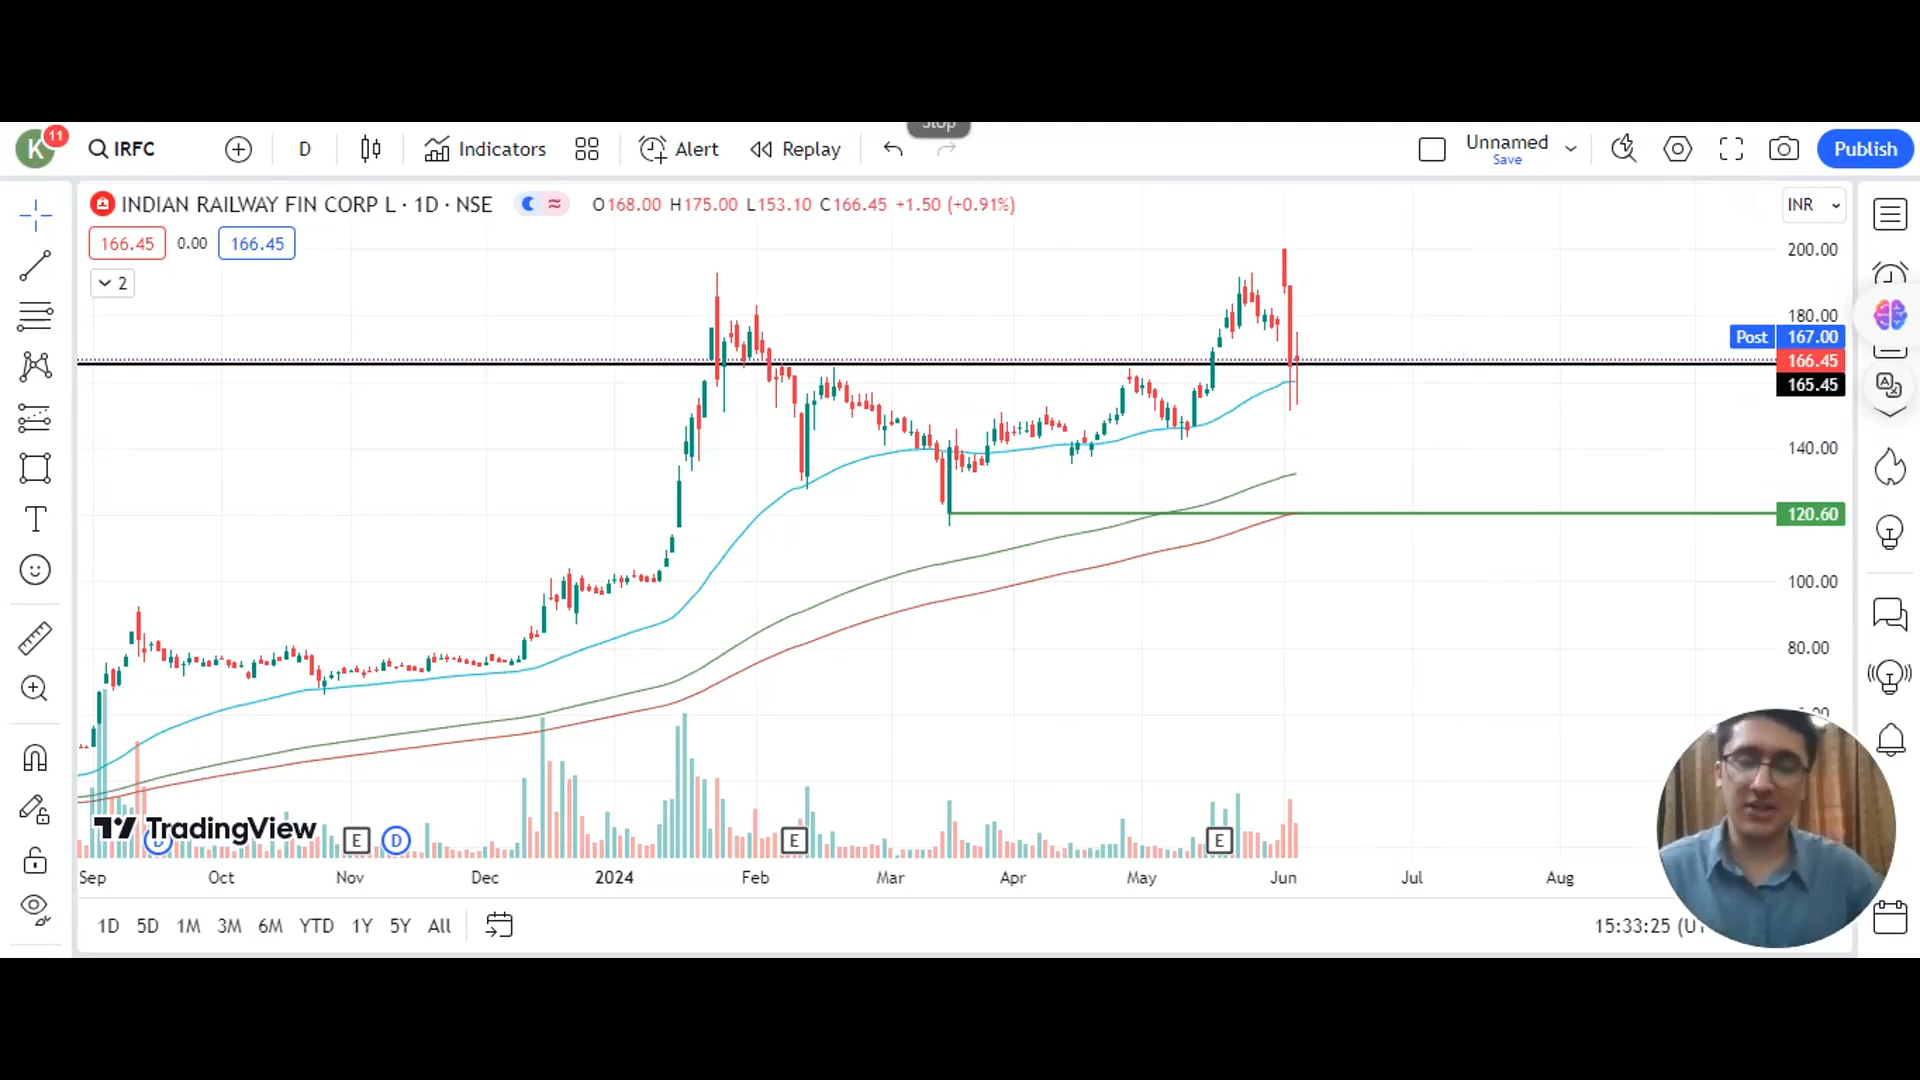 Stop
K 11
IRFC
D
Indicators
Alert
Replay
Unnamed
Save
Publish
INDIAN RAILWAY FIN CORP L · 1D · NSE
O168.00 H175.00 L153.10 C166.45 +1.50 (+0.91%)
INR
166.45 0.00 166.45
2
200.00
180.00
Post 167.00
166.45
165.45
140.00
120.60
100.00
80.00
TradingView
E D E E
Sep Oct Nov Dec 2024 Feb Mar Apr May Jun Jul Aug
1D 5D 1M 3M 6M YTD 1Y 5Y All
15:33:25 (UT